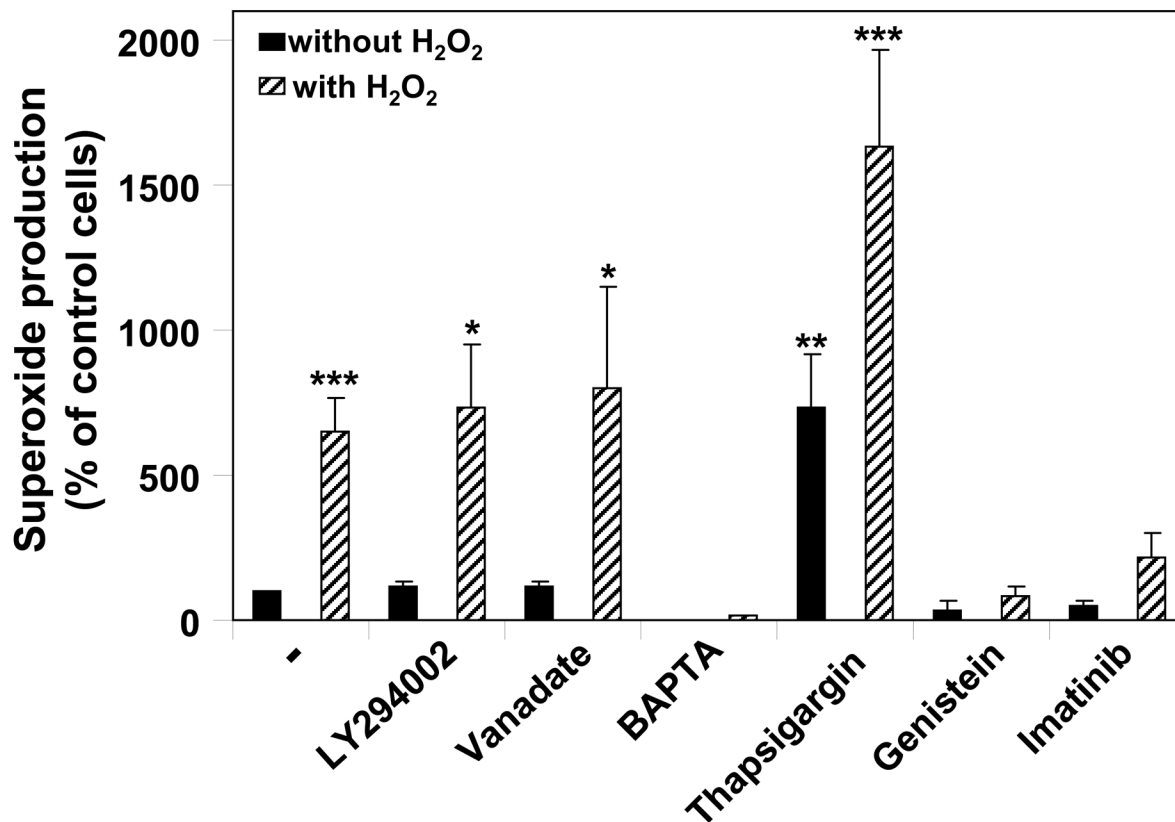 Superoxide production
(% of control cells)
2000
1500
1000
500
0
without H₂O₂
with H₂O₂
***
*
*
**
***
-
LY294002
Vanadate
BAPTA
Thapsigargin
Genistein
Imatinib